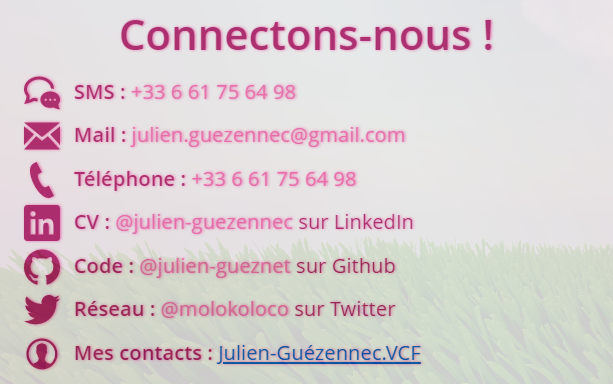 Connectons-nous !
SMS : +33 6 61 75 64 98
Mail : julien.guezennec@gmail.com
Téléphone : +33 6 61 75 64 98
in CV : @julien-guezennec sur LinkedIn
Code : @julien-gueznet sur Github
Réseau : @molokoloco sur Twitter
Mes contacts : Julien-Guézennec.VCF